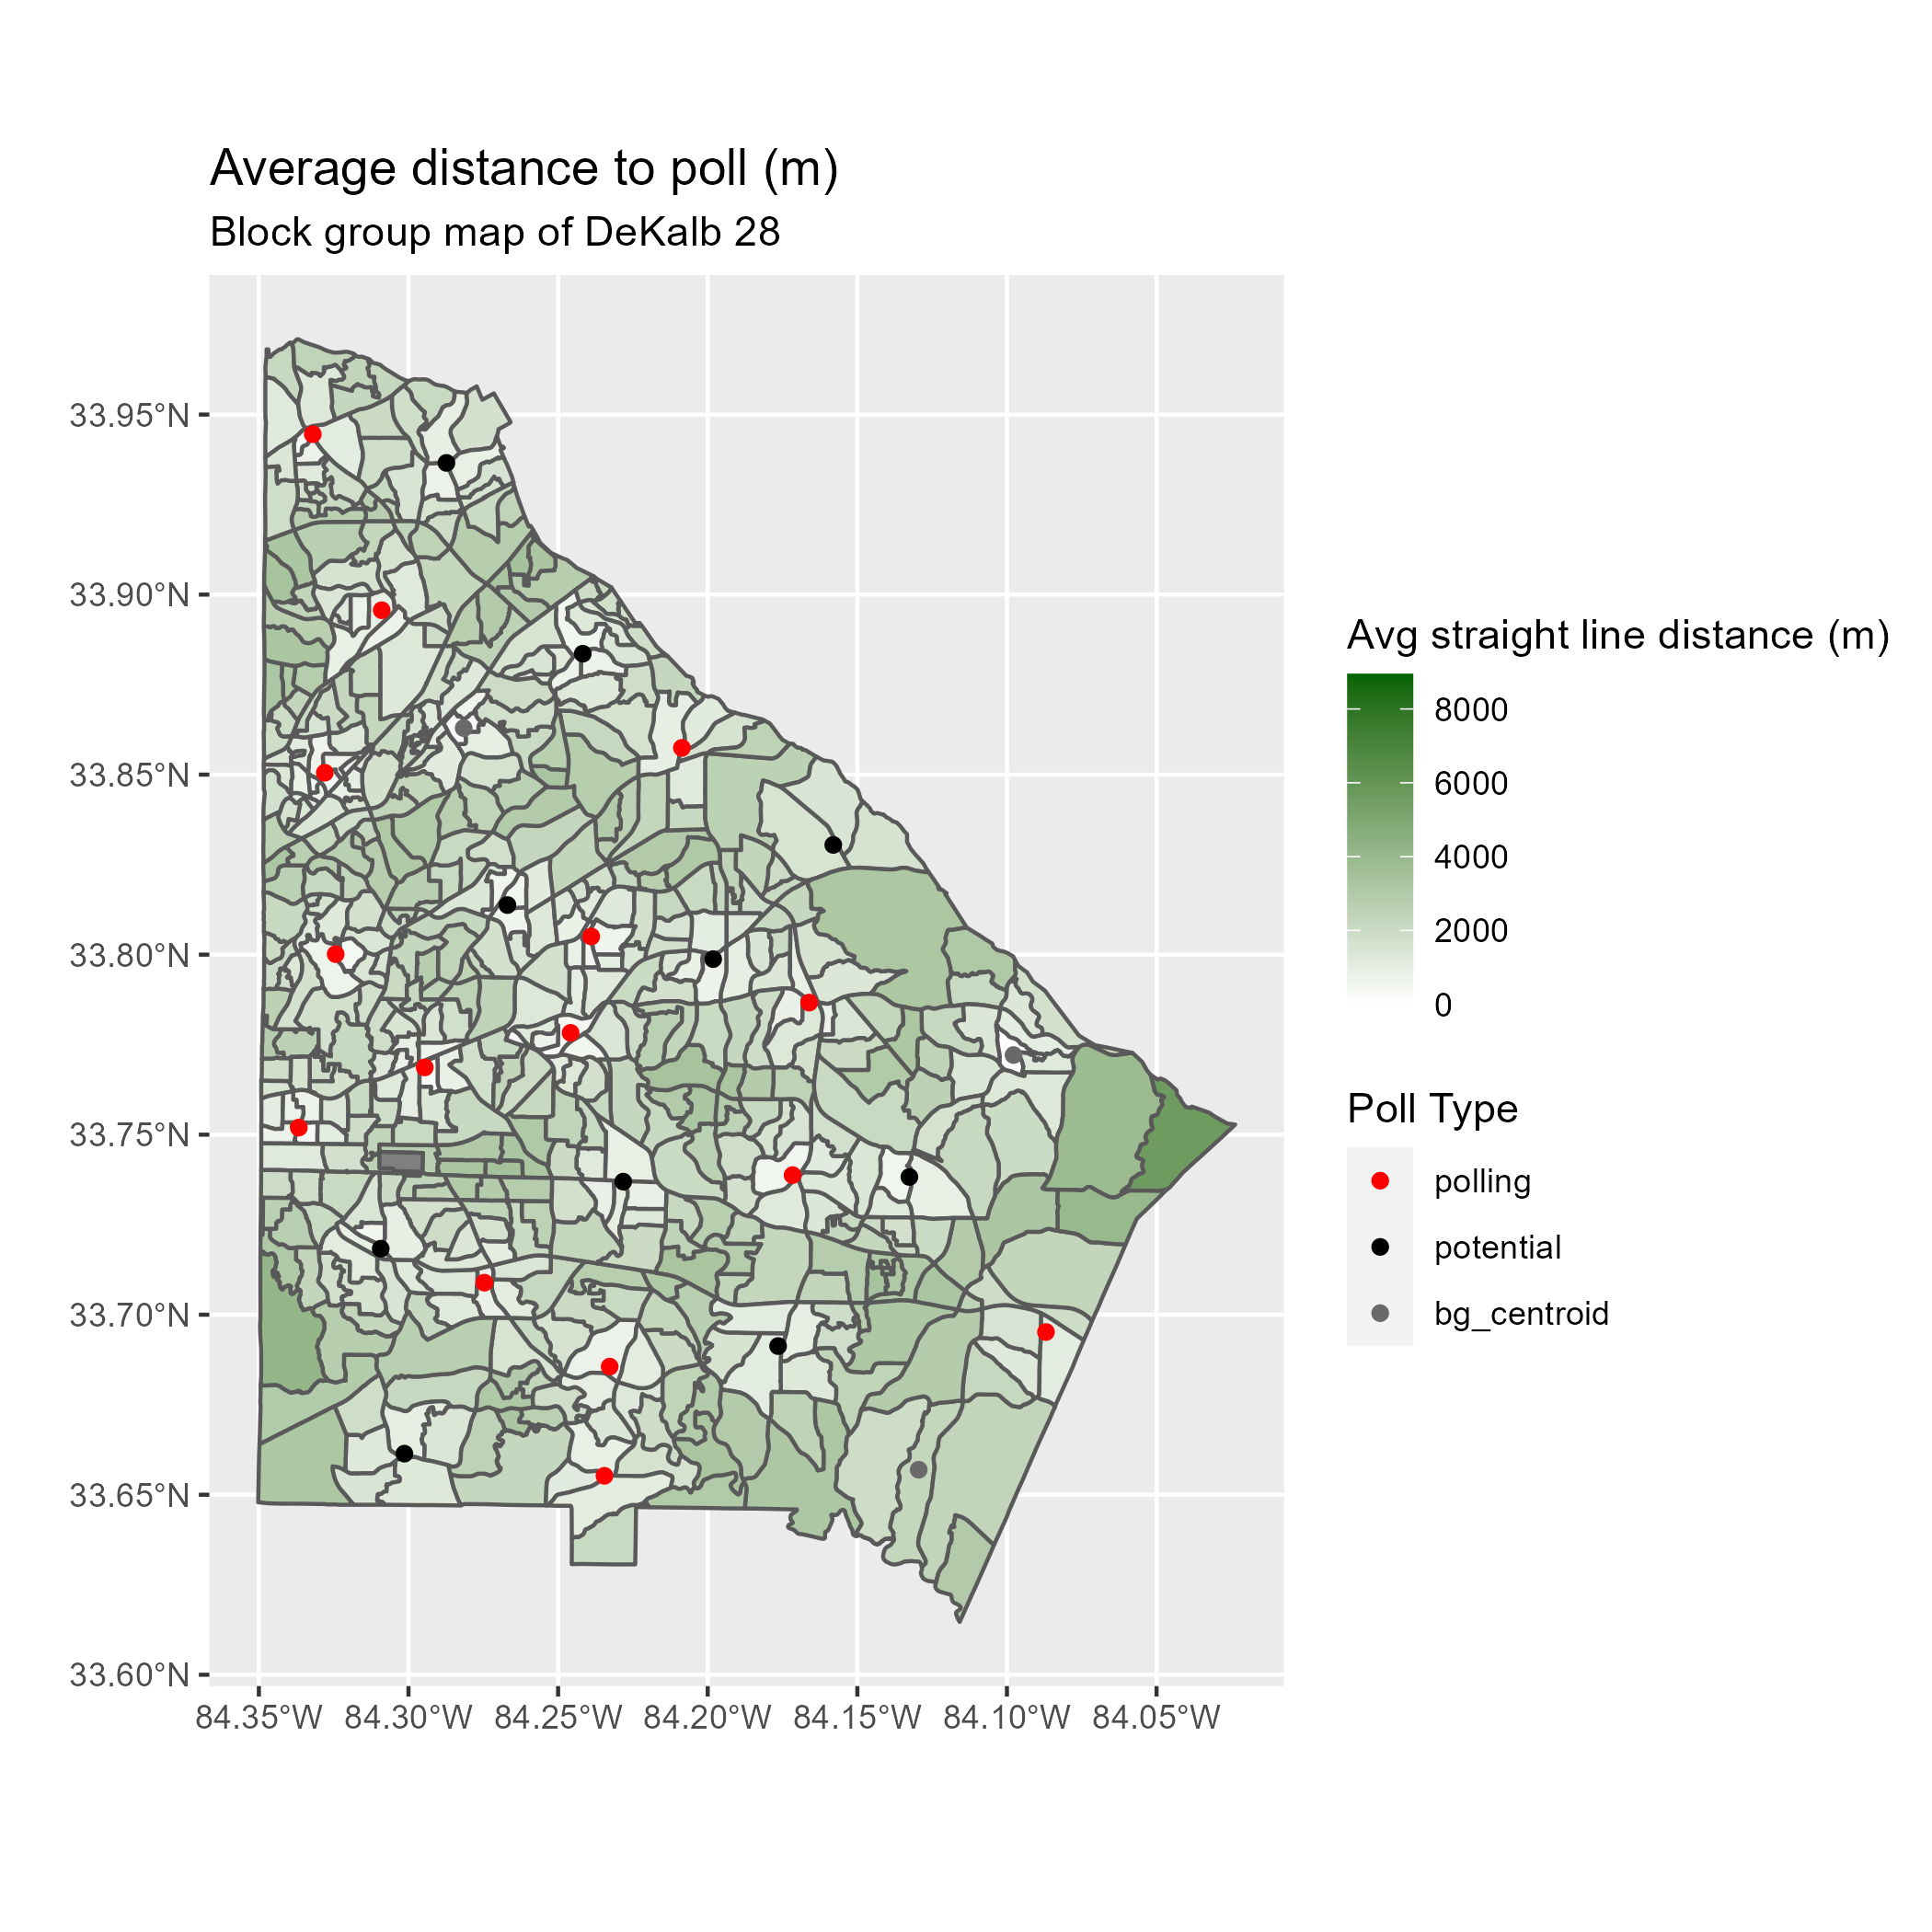 Average distance to poll (m)
Block group map of DeKalb 28
33.95°N
33.90°N
33.85°N
33.80°N
33.75°N
33.70°N
33.65°N
33.60°N
84.35°W 84.30°W 84.25°W 84.20°W 84.15°W 84.10°W 84.05°W
Avg straight line distance (m)
8000
6000
4000
2000
0
Poll Type
polling
potential
bg_centroid